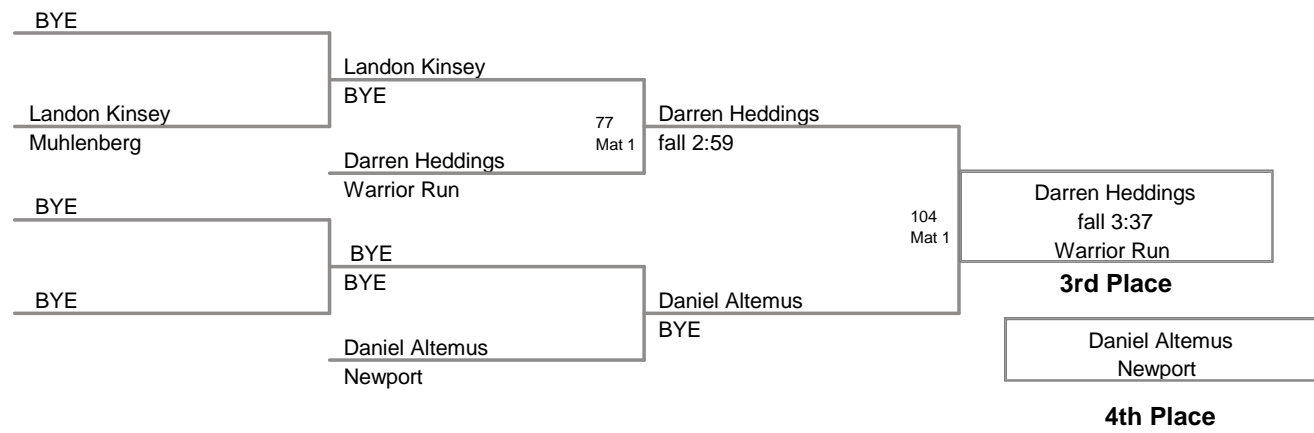 BYE
Landon Kinsey
BYE
Landon Kinsey
Muhlenberg
77
Mat 1
Darren Heddings
fall 2:59
Darren Heddings
Warrior Run
BYE
BYE
BYE
BYE
Daniel Altemus
BYE
Daniel Altemus
Newport
104
Mat 1
Darren Heddings
fall 3:37
Warrior Run
3rd Place
Daniel Altemus
Newport
4th Place